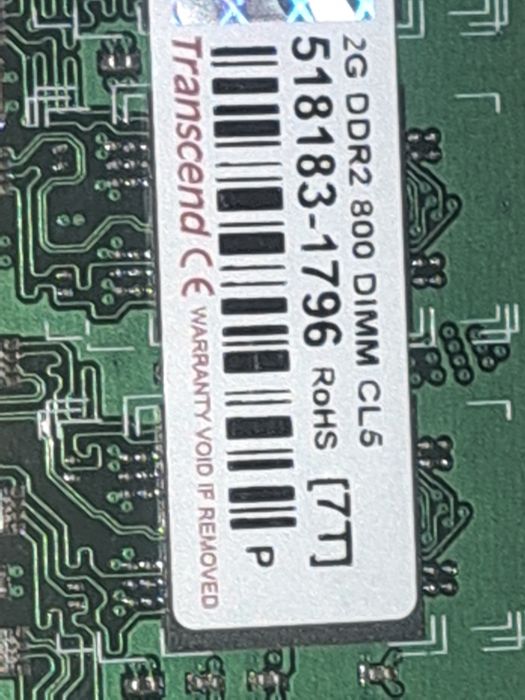 2G DDR2 800 DIMM CL5
518183-1796 RoHS [7T]
P
Transcend CE WARRANTY VOID IF REMOVED